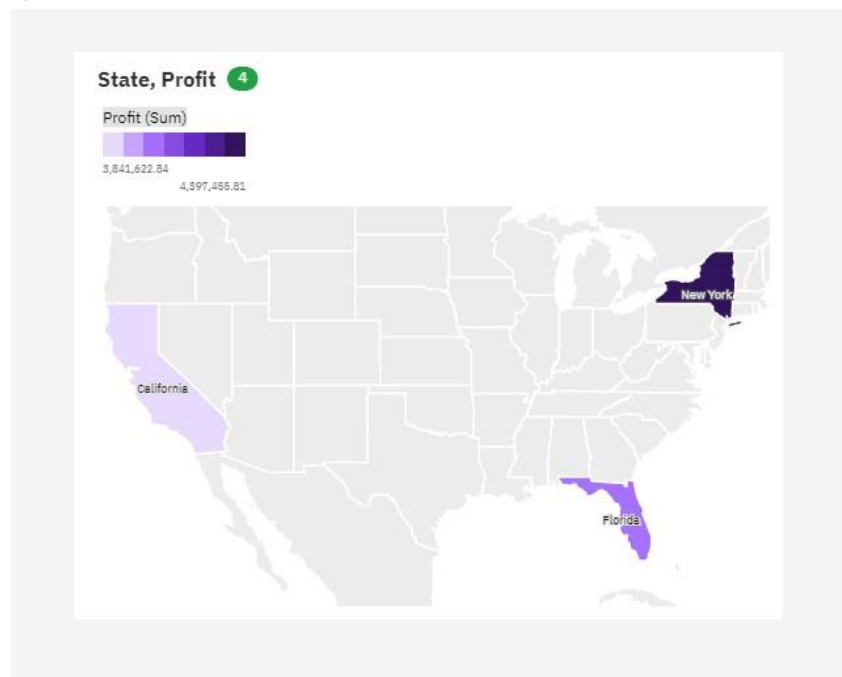 State, Profit 4
Profit (Sum)
3,841,622.84
4,397,455.81
New York
California
Florida